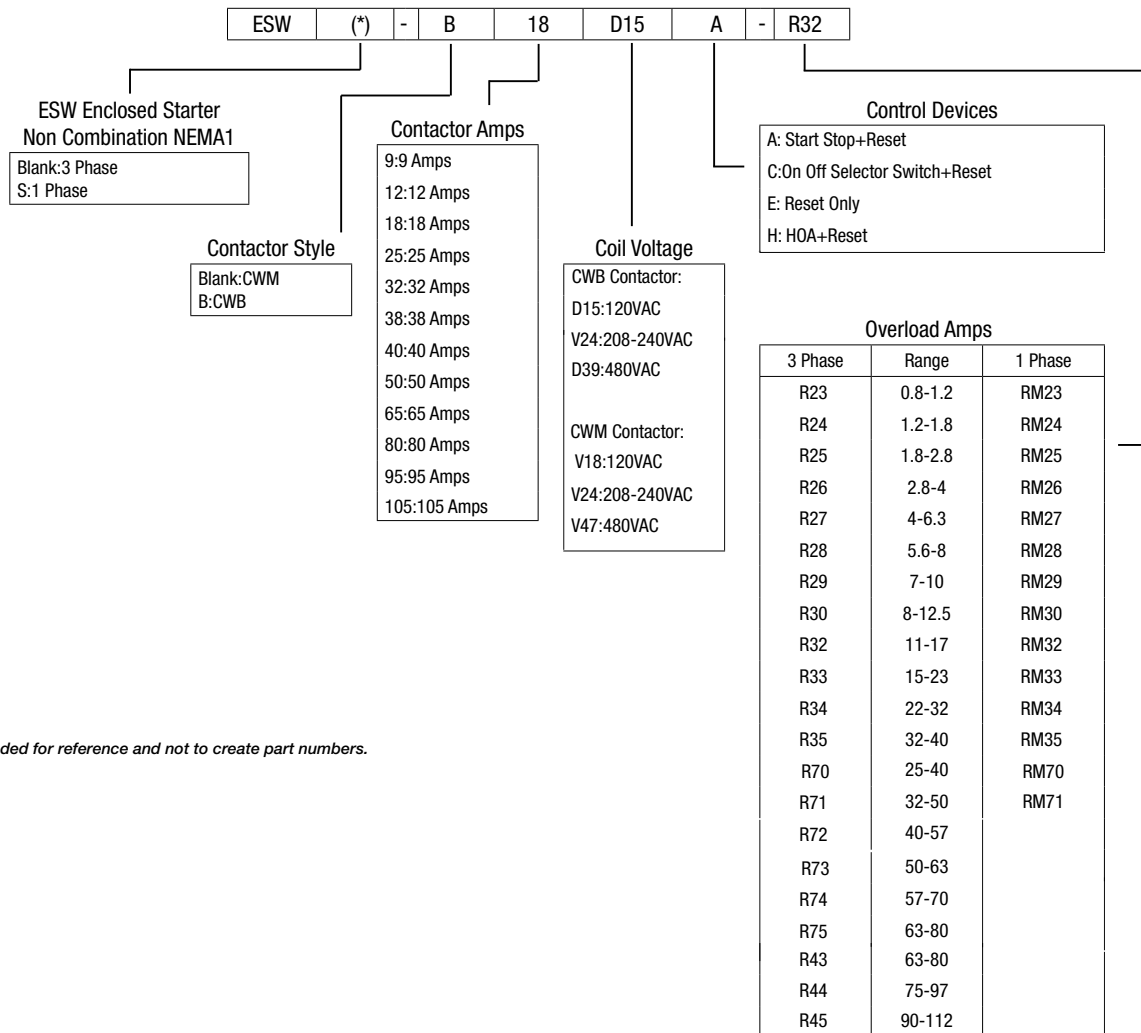 ESW (*) - B 18 D15 A - R32
ESW Enclosed Starter
Non Combination NEMA1
Blank:3 Phase
S:1 Phase
Contactor Style
Blank:CWM
B:CWB
Contactor Amps
9:9 Amps
12:12 Amps
18:18 Amps
25:25 Amps
32:32 Amps
38:38 Amps
40:40 Amps
50:50 Amps
65:65 Amps
80:80 Amps
95:95 Amps
105:105 Amps
Coil Voltage
CWB Contactor:
D15:120VAC
V24:208-240VAC
D39:480VAC
CWM Contactor:
V18:120VAC
V24:208-240VAC
V47:480VAC
Control Devices
A: Start Stop+Reset
C:On Off Selector Switch+Reset
E: Reset Only
H: HOA+Reset
Overload Amps
3 Phase Range 1 Phase
R23 0.8-1.2 RM23
R24 1.2-1.8 RM24
R25 1.8-2.8 RM25
R26 2.8-4 RM26
R27 4-6.3 RM27
R28 5.6-8 RM28
R29 7-10 RM29
R30 8-12.5 RM30
R32 11-17 RM32
R33 15-23 RM33
R34 22-32 RM34
R35 32-40 RM35
R70 25-40 RM70
R71 32-50 RM71
R72 40-57
R73 50-63
R74 57-70
R75 63-80
R43 63-80
R44 75-97
R45 90-112
ded for reference and not to create part numbers.